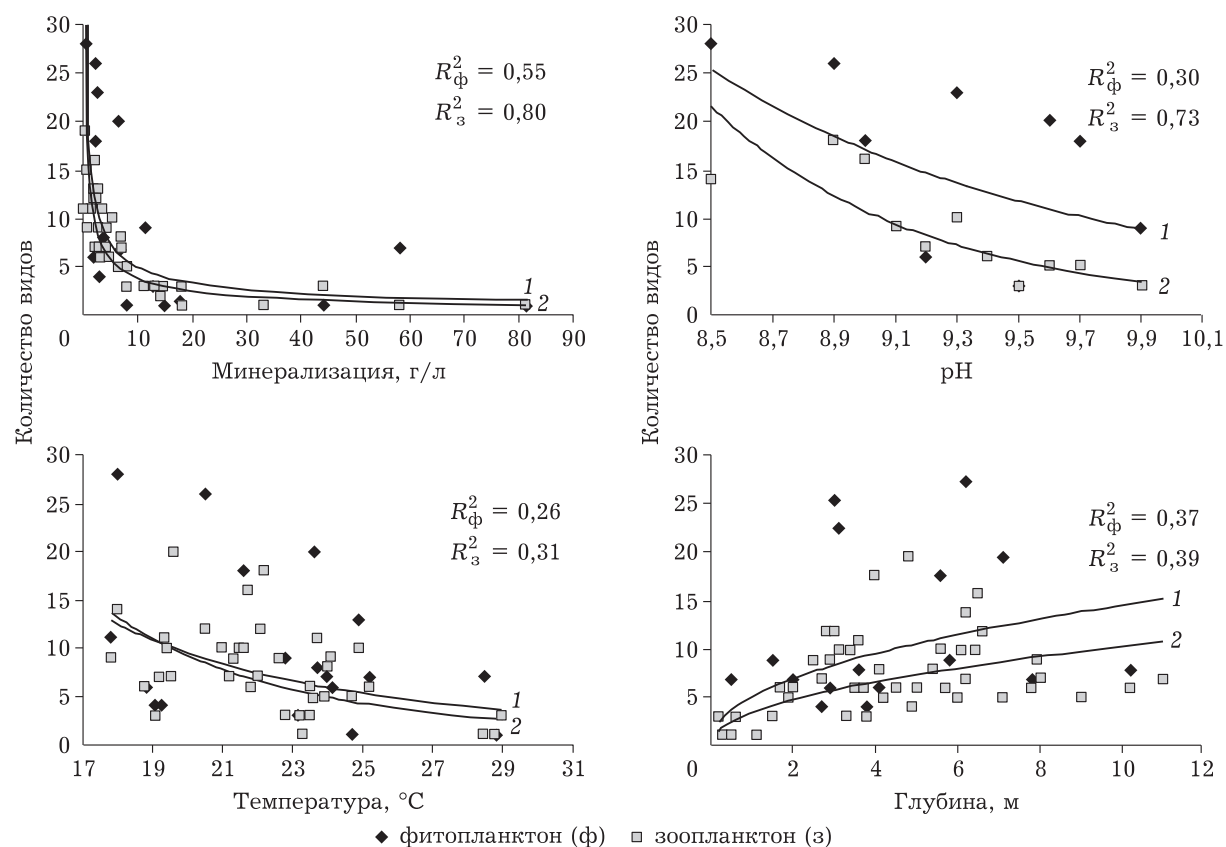 30
25
20
15
10
5
0
10 20 30 40 50 60 70 80 90
R²ф = 0,55
R²з = 0,80
1
2
Минерализация, г/л
Количество видов
30
25
20
15
10
5
0
8,5 8,7 8,9 9,1 9,3 9,5 9,7 9,9 10,1
R²ф = 0,30
R²з = 0,73
1
2
pH
Количество видов
30
25
20
15
10
5
0
17 19 21 23 25 27 29 31
R²ф = 0,26
R²з = 0,31
1
2
Температура, °C
30
25
20
15
10
5
0 2 4 6 8 10 12
R²ф = 0,37
R²з = 0,39
1
2
Глубина, м
фитопланктон (ф) зоопланктон (з)